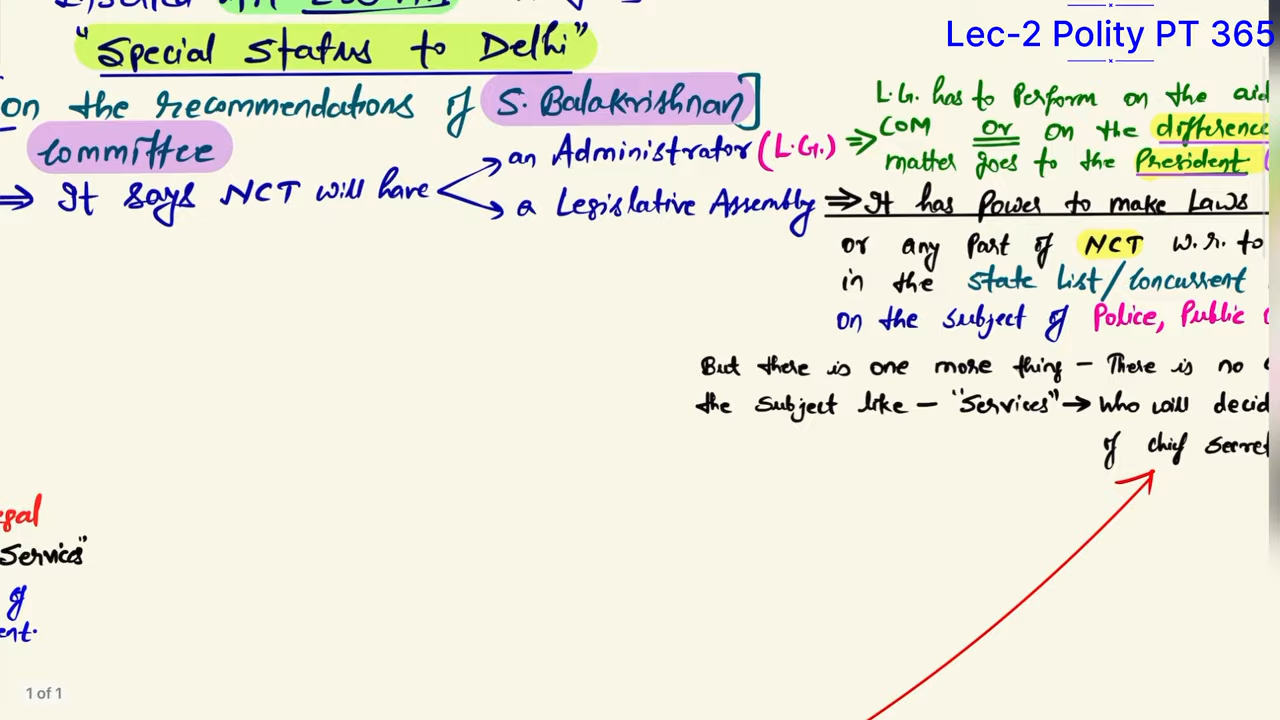 "Special Status to Delhi"
Lec-2 Polity PT 365
on the recommendations of S. Balakrishnan]
Committee
⇒ It says NCT will have
an Administrator (L.G.)
a Legislative Assembly
L.G. has to Perform on the aid
⇒ COM Or on the difference
matter goes to the President
⇒ It has Power to make Laws
or any Part of NCT w.r. to
in the State List/Concurrent
on the Subject of Police, Public
But there is one more thing – There is no
the Subject like – "Services" → Who will decid
of Chief Secret
Services"
of
1 of 1